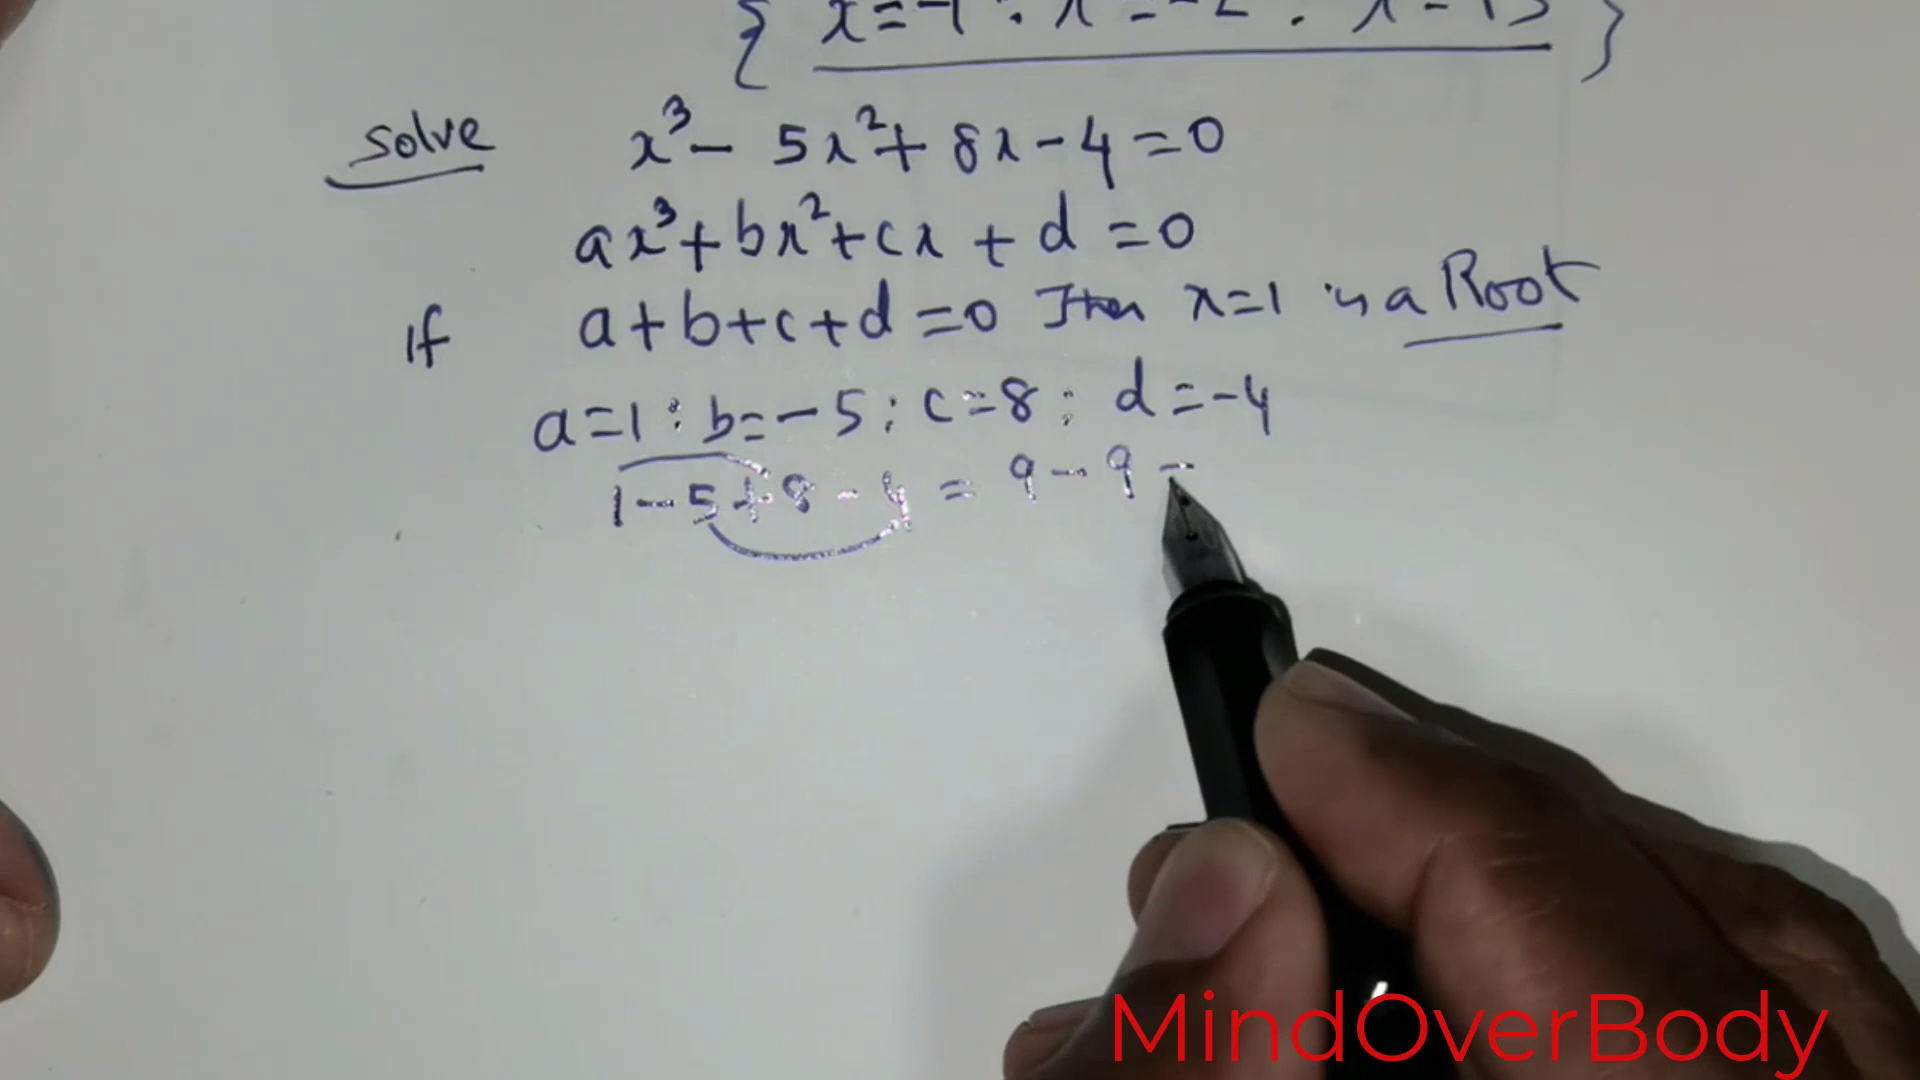 solve x³ - 5x² + 8x - 4 = 0
ax³ + bx² + cx + d = 0
If a + b + c + d = 0 then x = 1 is a Root
a = 1 : b = - 5 ; c = 8 ; d = -4
1 - 5 + 8 - 4 = 9 - 9 =
MindOverBody